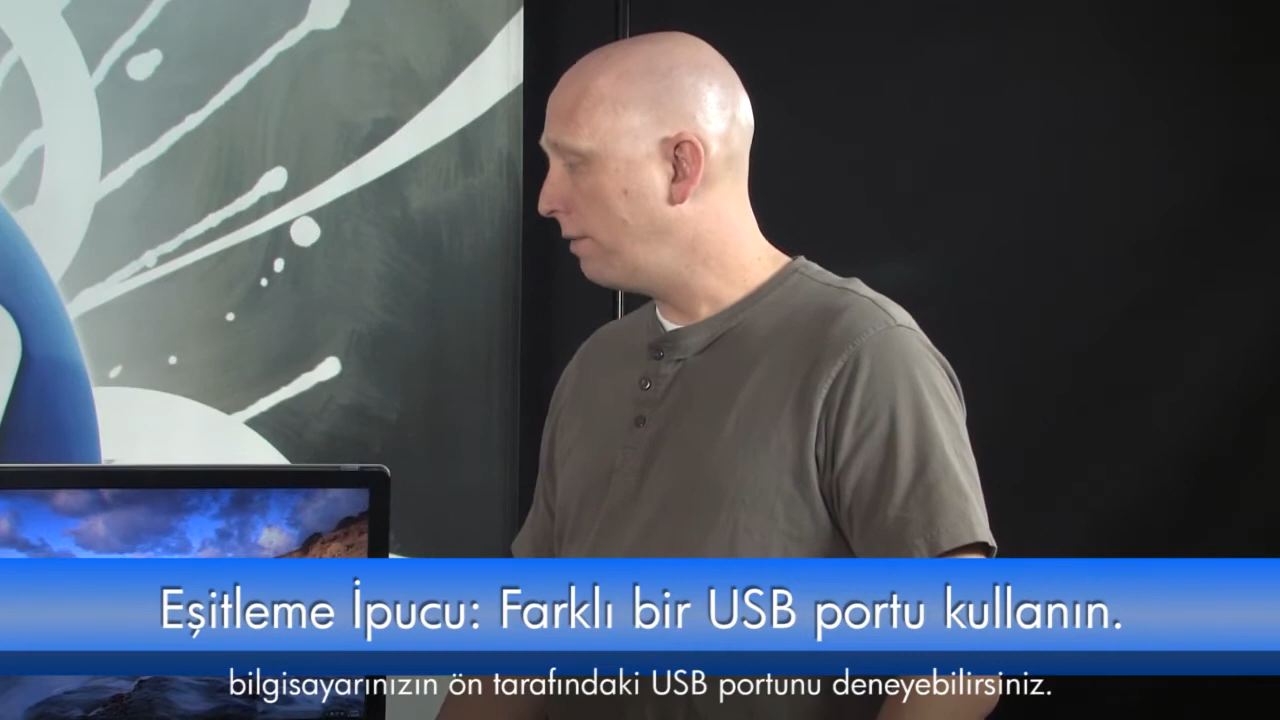 Eşitleme İpucu: Farklı bir USB portu kullanın.
bilgisayarınızın ön tarafındaki USB portunu deneyebilirsiniz.